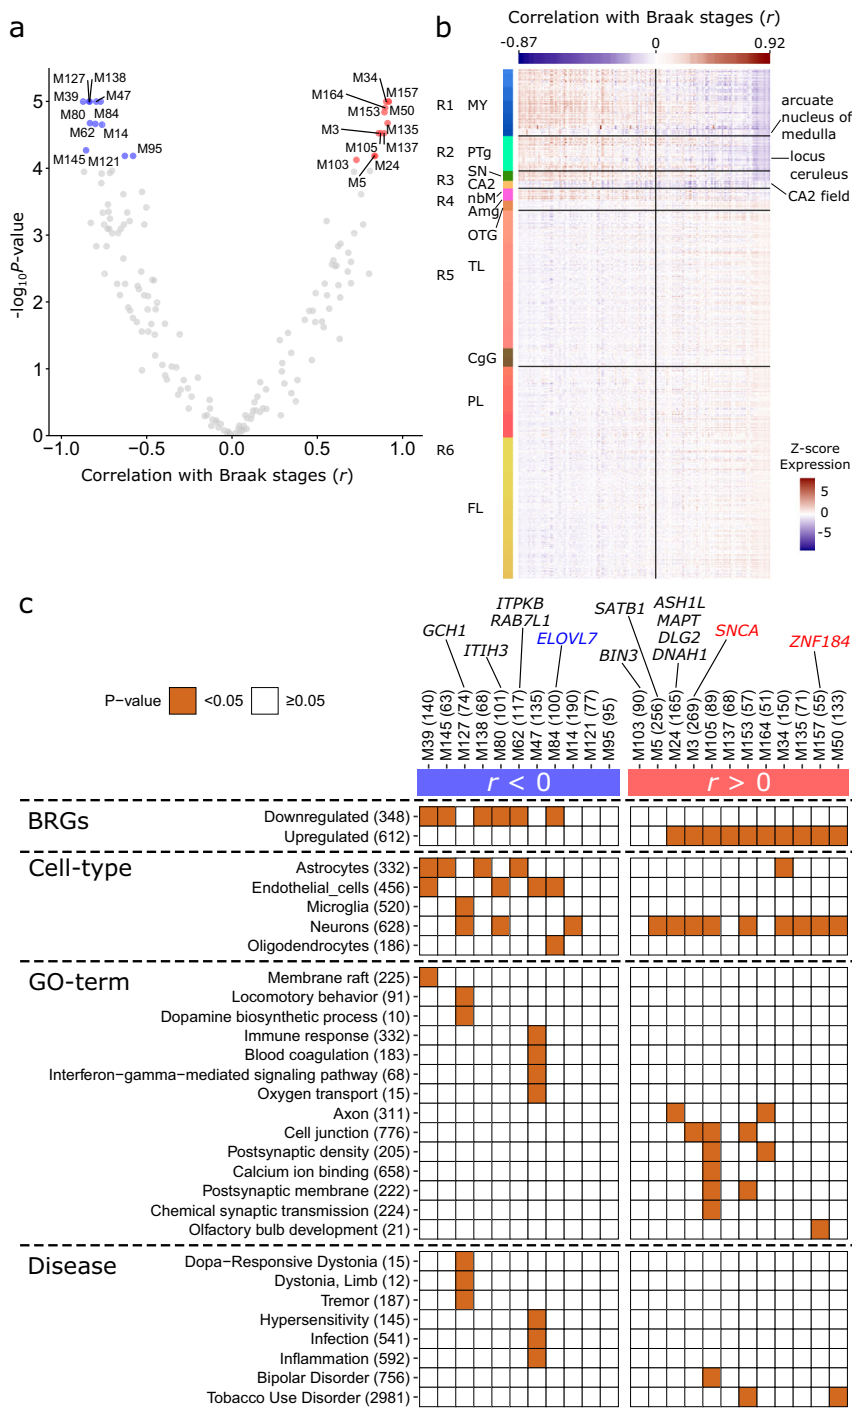 a
M127
M138
M39
M47
M80
M84
M62
M14
M145
M121
M95
M34
M157
M164
M153
M50
M3
M135
M105
M137
M103
M24
M5
5
4
3
2
1
0
-log10P-value
−1.0
−0.5
0.0
0.5
1.0
Correlation with Braak stages (r)
b
Correlation with Braak stages (r)
-0.87
0
0.92
R1
MY
R2
PTg
R3
SN
CA2
R4
nbM
Amg
OTG
R5
TL
CgG
PL
R6
FL
arcuate
nucleus of
medulla
locus
ceruleus
CA2 field
Z-score
Expression
5
0
-5
c
GCH1
ITIH3
ITPKB
RAB7L1
ELOVL7
BIN3
SATB1
ASH1L
MAPT
DLG2
DNAH1
SNCA
ZNF184
P-value
<0.05
≥0.05
M39 (140)
M145 (63)
M127 (74)
M138 (68)
M80 (101)
M62 (117)
M47 (135)
M84 (100)
M14 (190)
M121 (77)
M95 (95)
M103 (90)
M5 (256)
M24 (165)
M3 (269)
M105 (89)
M137 (68)
M153 (57)
M164 (51)
M34 (150)
M135 (71)
M157 (55)
M50 (133)
r < 0
r > 0
BRGs
Downregulated (348)
Upregulated (612)
Cell-type
Astrocytes (332)
Endothelial_cells (456)
Microglia (520)
Neurons (628)
Oligodendrocytes (186)
GO-term
Membrane raft (225)
Locomotory behavior (91)
Dopamine biosynthetic process (10)
Immune response (332)
Blood coagulation (183)
Interferon−gamma−mediated signaling pathway (68)
Oxygen transport (15)
Axon (311)
Cell junction (776)
Postsynaptic density (205)
Calcium ion binding (658)
Postsynaptic membrane (222)
Chemical synaptic transmission (224)
Olfactory bulb development (21)
Disease
Dopa−Responsive Dystonia (15)
Dystonia, Limb (12)
Tremor (187)
Hypersensitivity (145)
Infection (541)
Inflammation (592)
Bipolar Disorder (756)
Tobacco Use Disorder (2981)